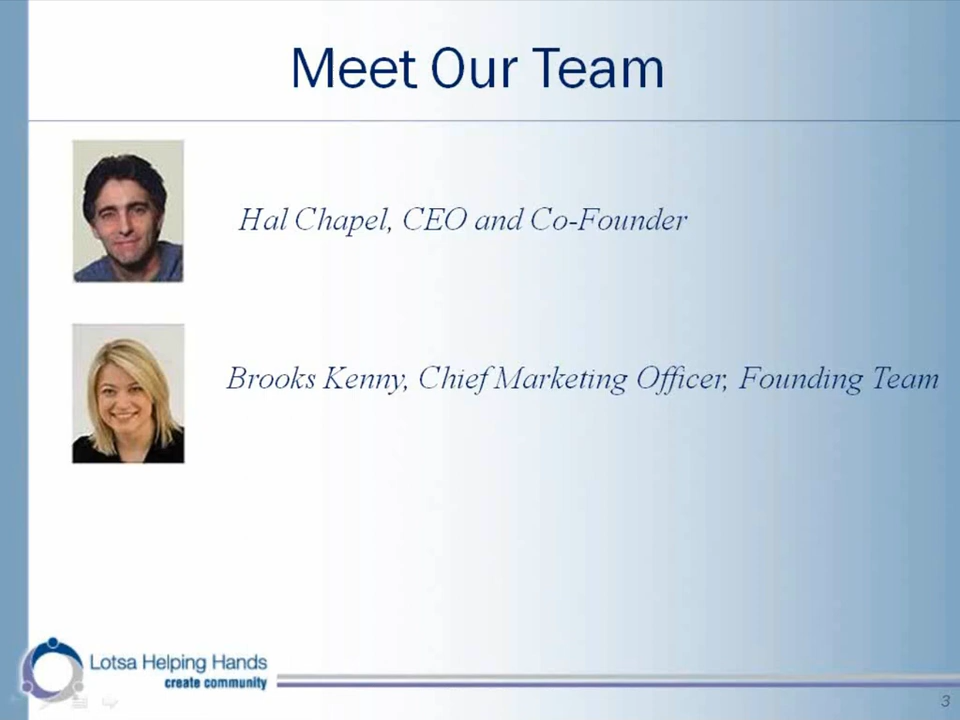 Meet Our Team
Hal Chapel, CEO and Co-Founder
Brooks Kenny, Chief Marketing Officer, Founding Team
Lotsa Helping Hands
create community
3